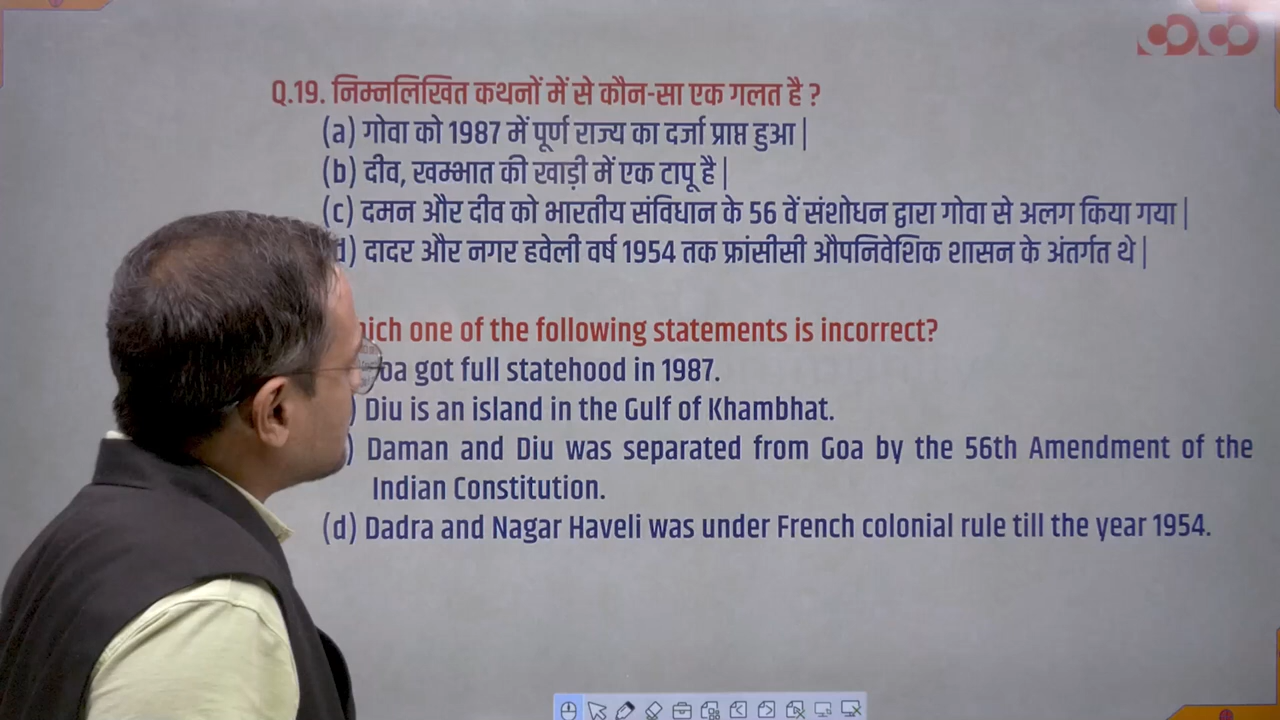 Q.19. निम्नलिखित कथनों में से कौन-सा एक गलत है ?
(a) गोवा को 1987 में पूर्ण राज्य का दर्जा प्राप्त हुआ |
(b) दीव, खम्भात की खाड़ी में एक टापू है |
(c) दमन और दीव को भारतीय संविधान के 56 वें संशोधन द्वारा गोवा से अलग किया गया |
d) दादर और नगर हवेली वर्ष 1954 तक फ्रांसीसी औपनिवेशिक शासन के अंतर्गत थे |
one of the following statements is incorrect?
got full statehood in 1987.
) Diu is an island in the Gulf of Khambhat.
) Daman and Diu was separated from Goa by the 56th Amendment of the
Indian Constitution.
(d) Dadra and Nagar Haveli was under French colonial rule till the year 1954.